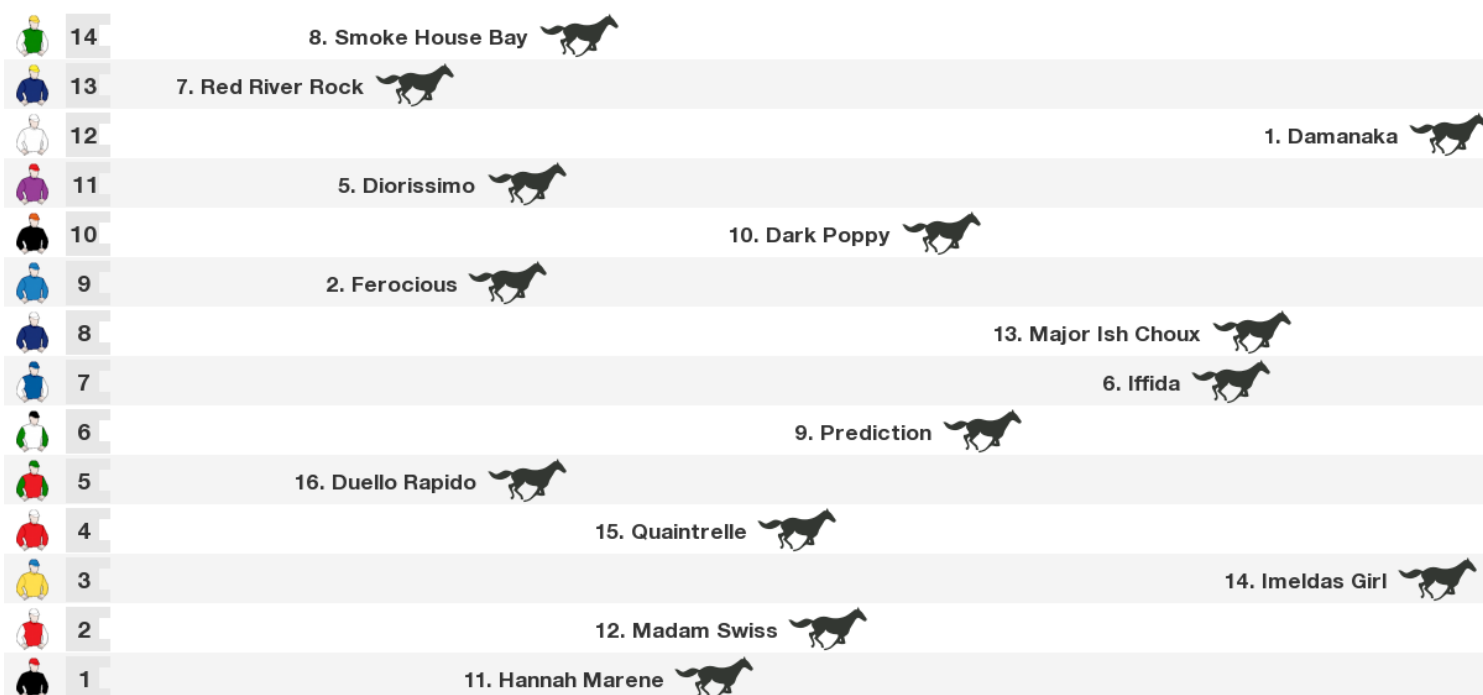 14 8. Smoke House Bay
13 7. Red River Rock
12 1. Damanaka
11 5. Diorissimo
10 10. Dark Poppy
9 2. Ferocious
8 13. Major Ish Choux
7 6. Iffida
6 9. Prediction
5 16. Duello Rapido
4 15. Quaintrelle
3 14. Imeldas Girl
2 12. Madam Swiss
1 11. Hannah Marene